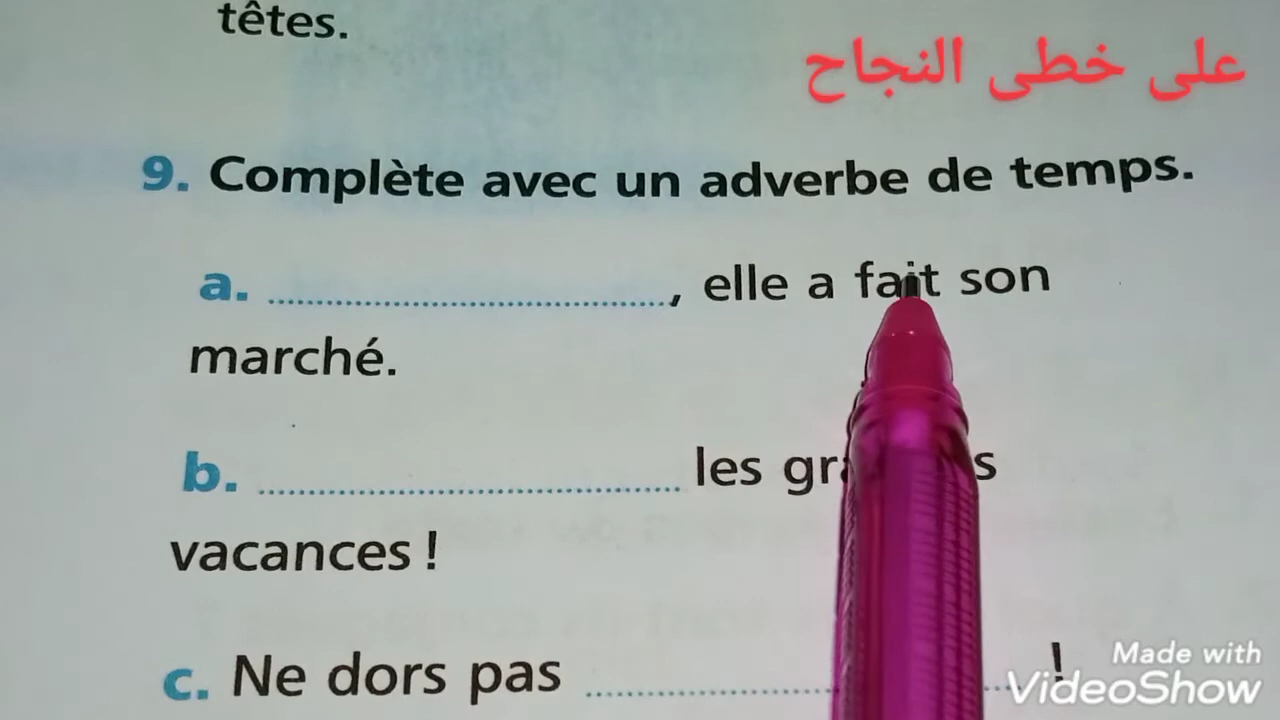 têtes.
على خطى النجاح
9. Complète avec un adverbe de temps.
a. ........................................, elle a fait son
marché.
b. ........................................ les
vacances !
c. Ne dors pas ........................................ !
Made with
VideoShow